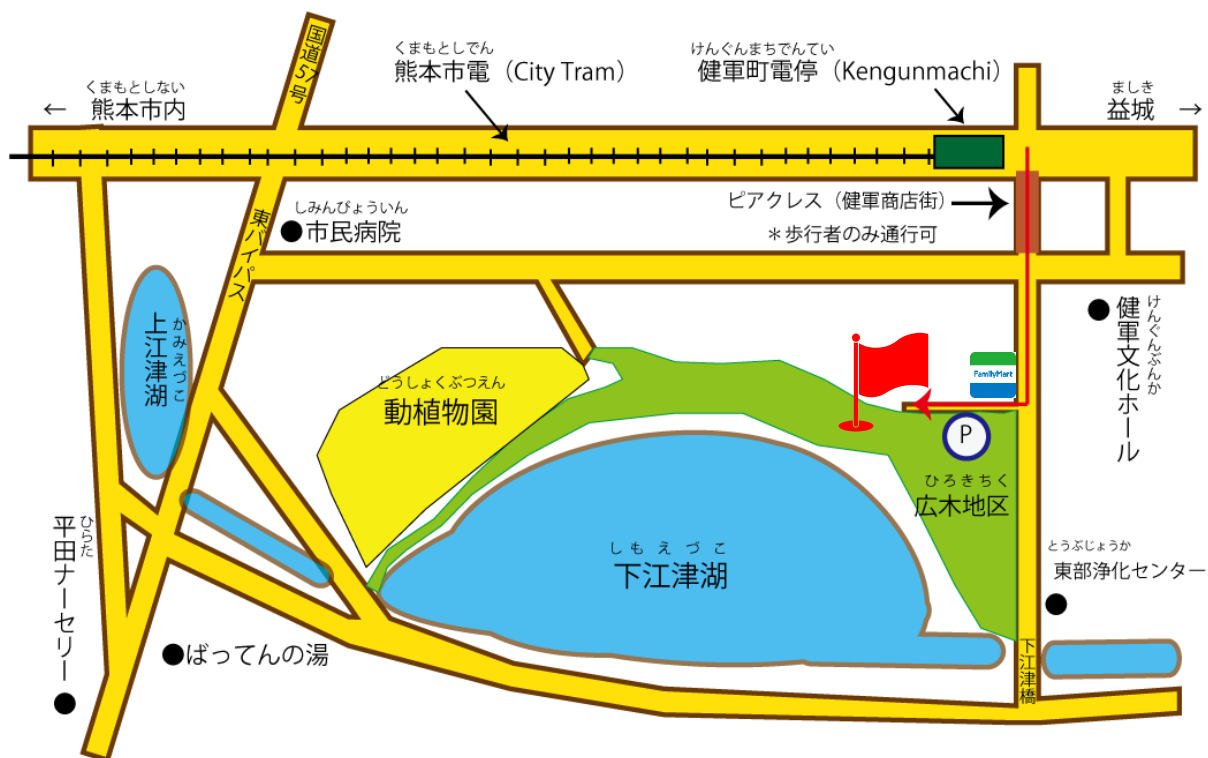 国道57号
くまもとしでん
熊本市電（City Tram）
けんぐんまちでんてい
健軍町電停（Kengunmachi）
くまもとしない
← 熊本市内
ましき
益城 →
しみんびょういん
●市民病院
ピアクレス（健軍商店街）
＊歩行者のみ通行可
東バイパス
かみえづこ
上江津湖
どうしょくぶつえん
動植物園
FamilyMart
P
けんぐんぶんか
健軍文化ホール
ひろきちく
広木地区
しもえづこ
下江津湖
ひらた
平田ナーセリー
とうぶじょうか
東部浄化センター
●ばってんの湯
下江津橋